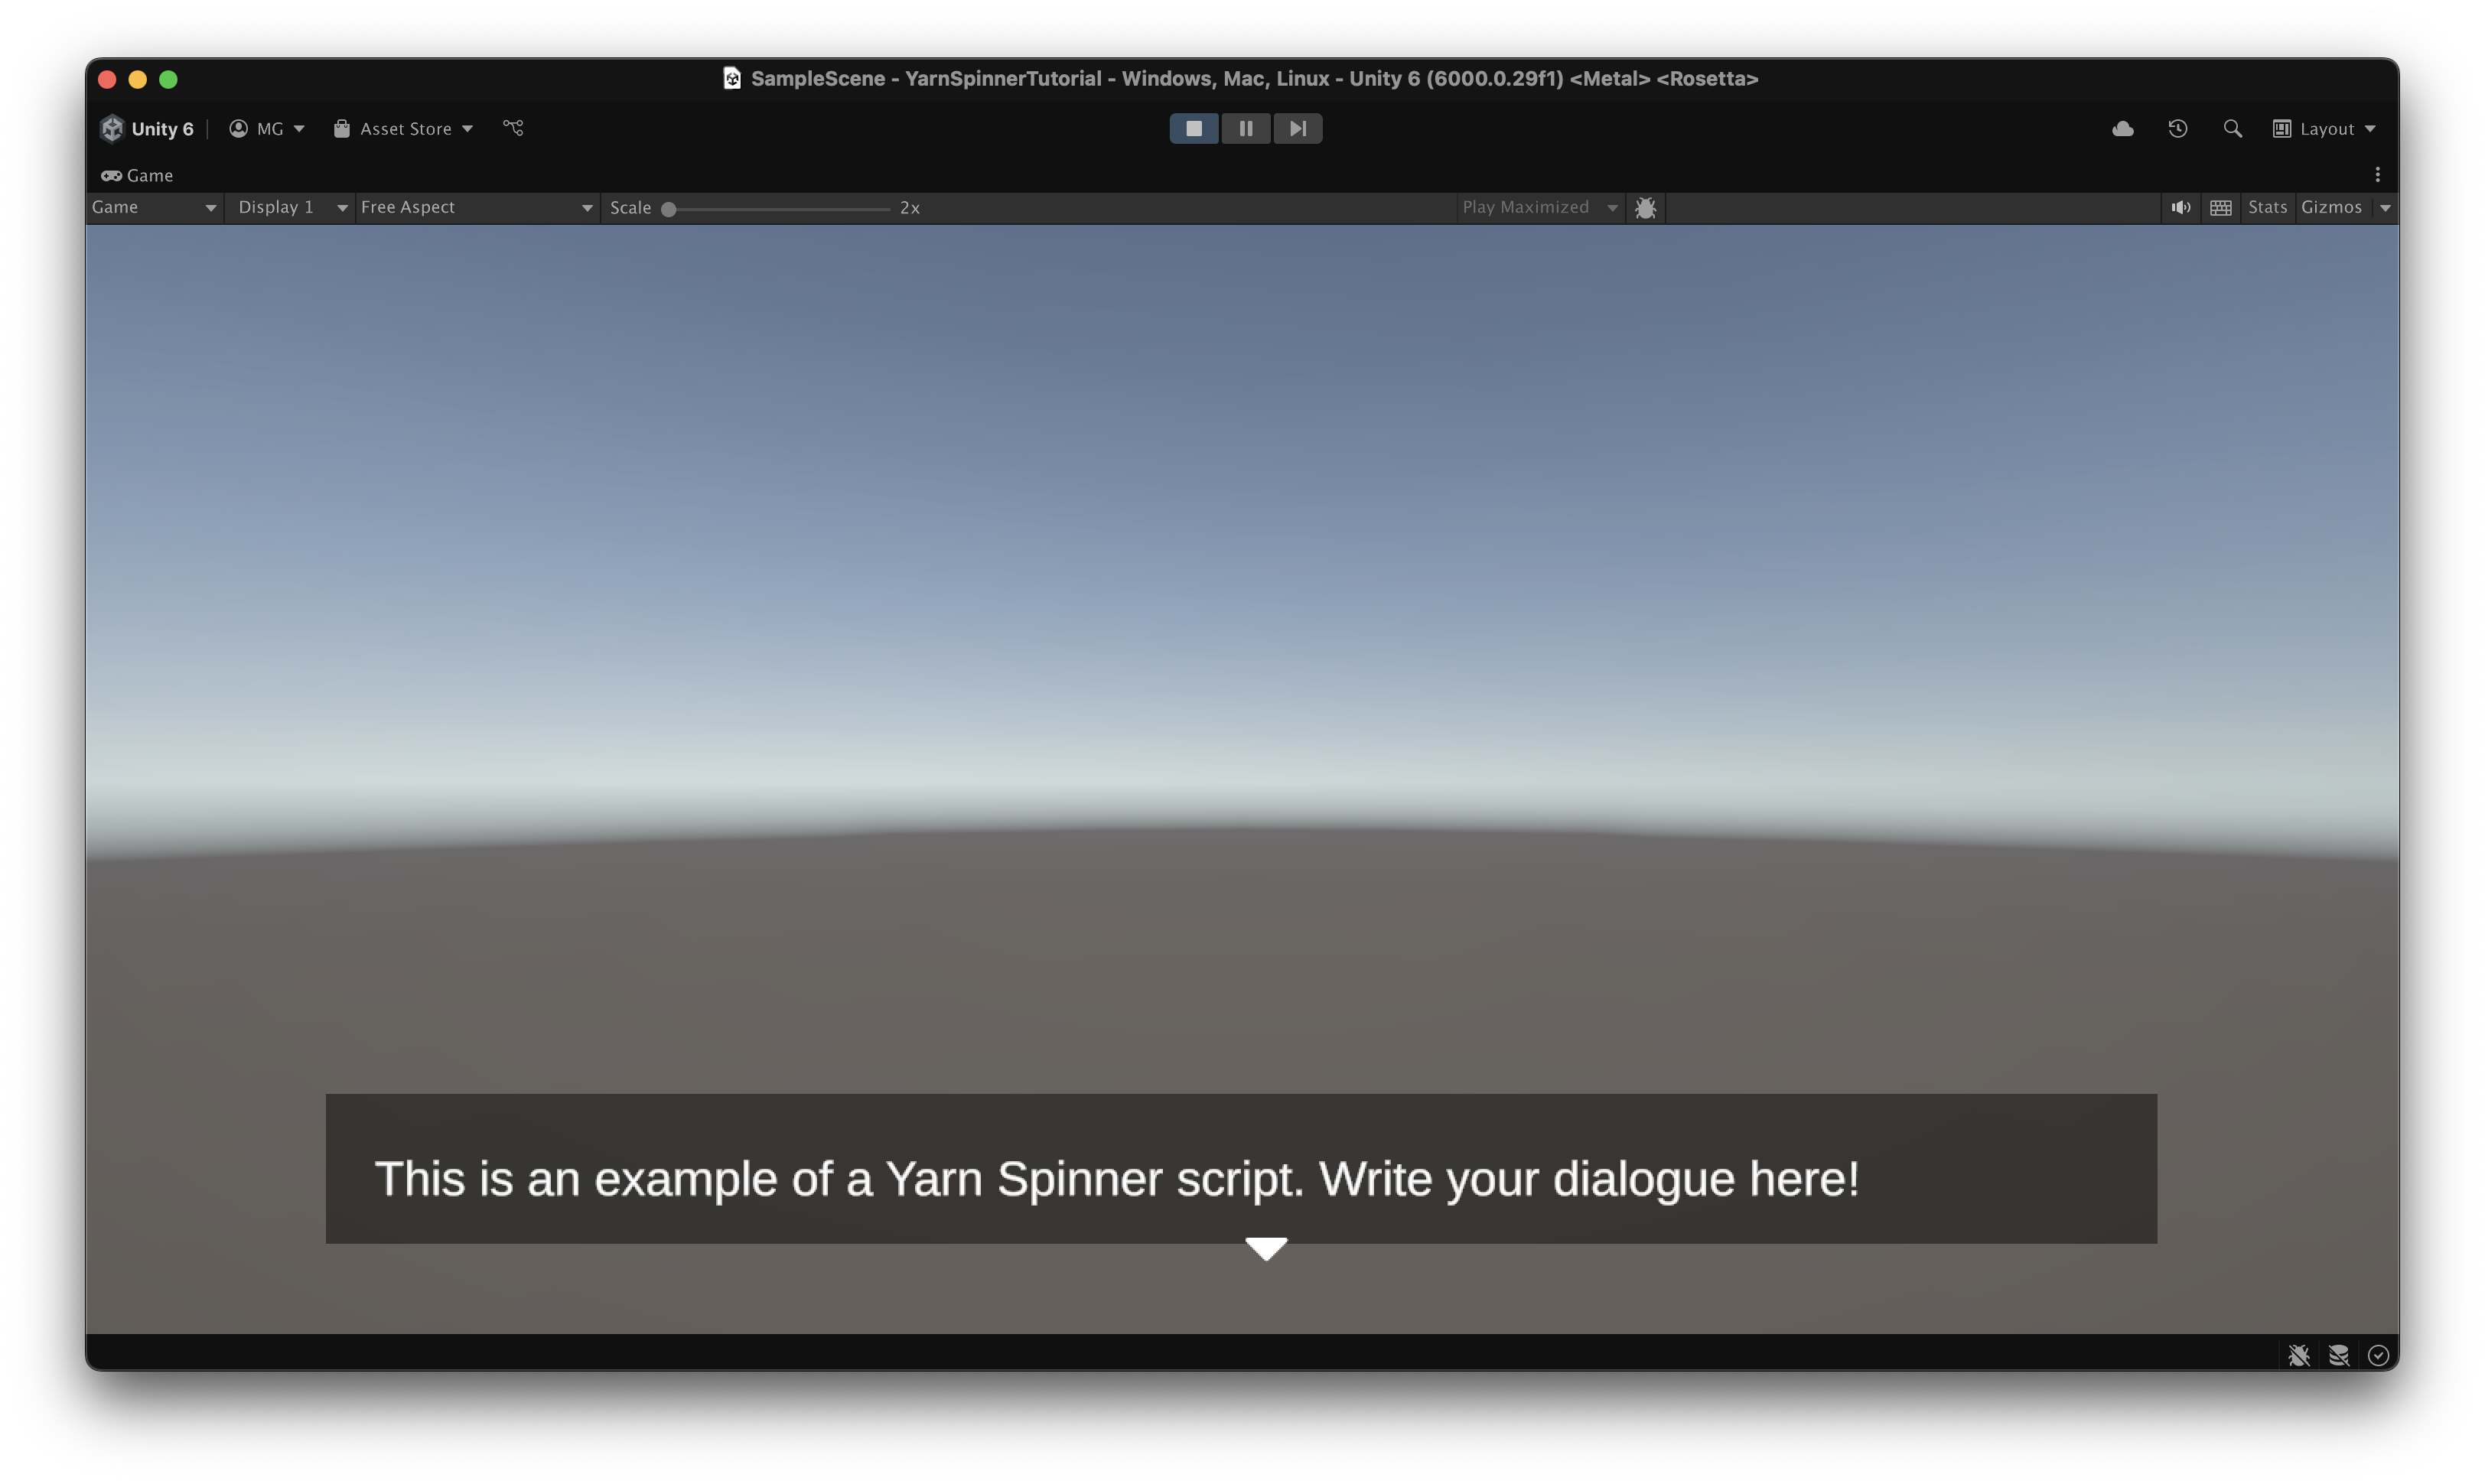 SampleScene - YarnSpinnerTutorial - Windows, Mac, Linux - Unity 6 (6000.0.29f1) <Metal> <Rosetta>
Unity 6 MG Asset Store Layout
Game
Game Display 1 Free Aspect Scale 2x Play Maximized Stats Gizmos
This is an example of a Yarn Spinner script. Write your dialogue here!